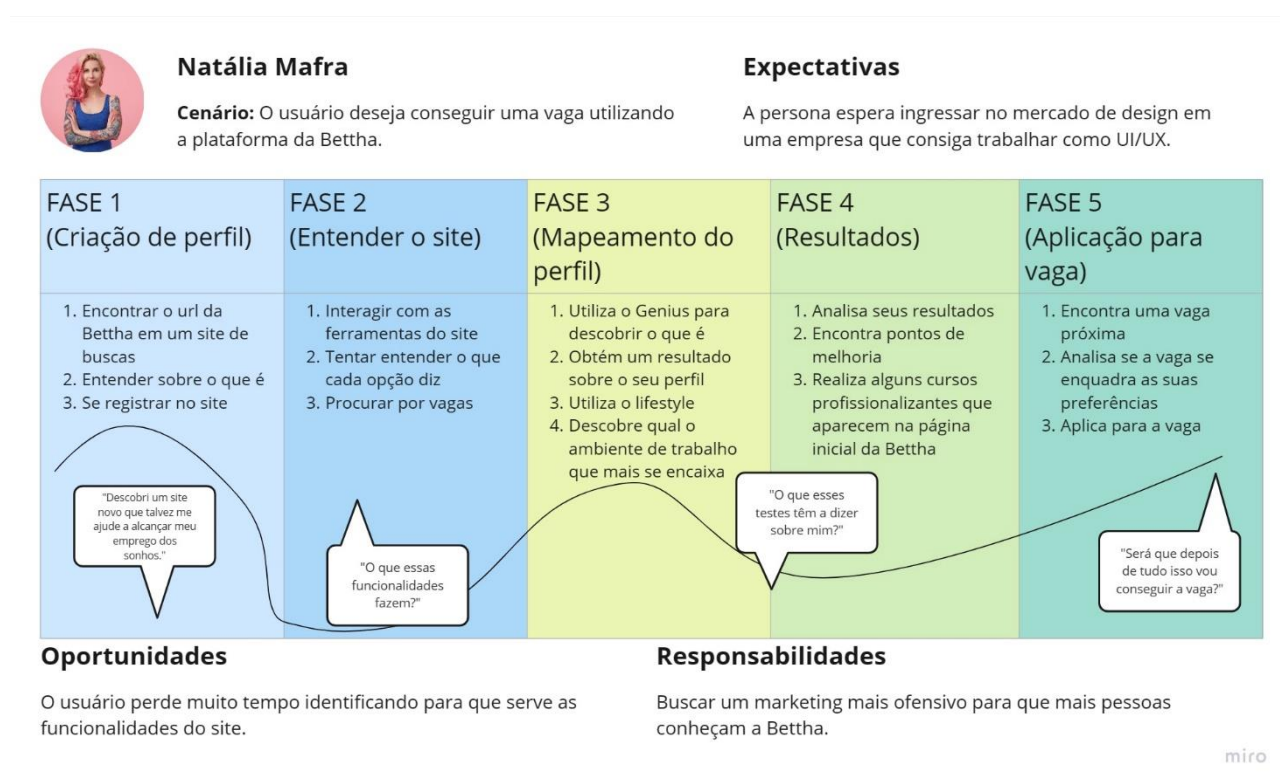 Natália Mafra
Cenário: O usuário deseja conseguir uma vaga utilizando
a plataforma da Bettha.
Expectativas
A persona espera ingressar no mercado de design em
uma empresa que consiga trabalhar como UI/UX.
FASE 1
(Criação de perfil)
1. Encontrar o url da
Bettha em um site de
buscas
2. Entender sobre o que é
3. Se registrar no site
"Descobri um site
novo que talvez me
ajude a alcançar meu
emprego dos
sonhos."
FASE 2
(Entender o site)
1. Interagir com as
ferramentas do site
2. Tentar entender o que
cada opção diz
3. Procurar por vagas
"O que essas
funcionalidades
fazem?"
FASE 3
(Mapeamento do
perfil)
1. Utiliza o Genius para
descobrir o que é
2. Obtém um resultado
sobre o seu perfil
3. Utiliza o lifestyle
4. Descobre qual o
ambiente de trabalho
que mais se encaixa
FASE 4
(Resultados)
1. Analisa seus resultados
2. Encontra pontos de
melhoria
3. Realiza alguns cursos
profissionalizantes que
aparecem na página
inicial da Bettha
"O que esses
testes têm a dizer
sobre mim?"
FASE 5
(Aplicação para
vaga)
1. Encontra uma vaga
próxima
2. Analisa se a vaga se
enquadra as suas
preferências
3. Aplica para a vaga
"Será que depois
de tudo isso vou
conseguir a vaga?"
Oportunidades
O usuário perde muito tempo identificando para que serve as
funcionalidades do site.
Responsabilidades
Buscar um marketing mais ofensivo para que mais pessoas
conheçam a Bettha.
miro